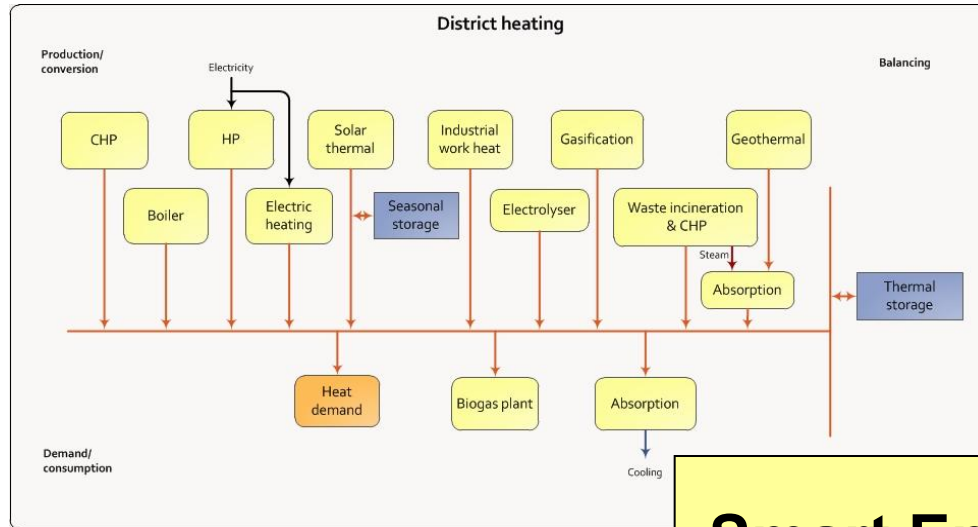 District heating
Production/
conversion
Balancing
Electricity
CHP
HP
Solar
thermal
Industrial
work heat
Gasification
Geothermal
Boiler
Electric
heating
Seasonal
storage
Electrolyser
Waste incineration
& CHP
Steam
Absorption
Thermal
storage
Heat
demand
Biogas plant
Absorption
Demand/
consumption
Cooling